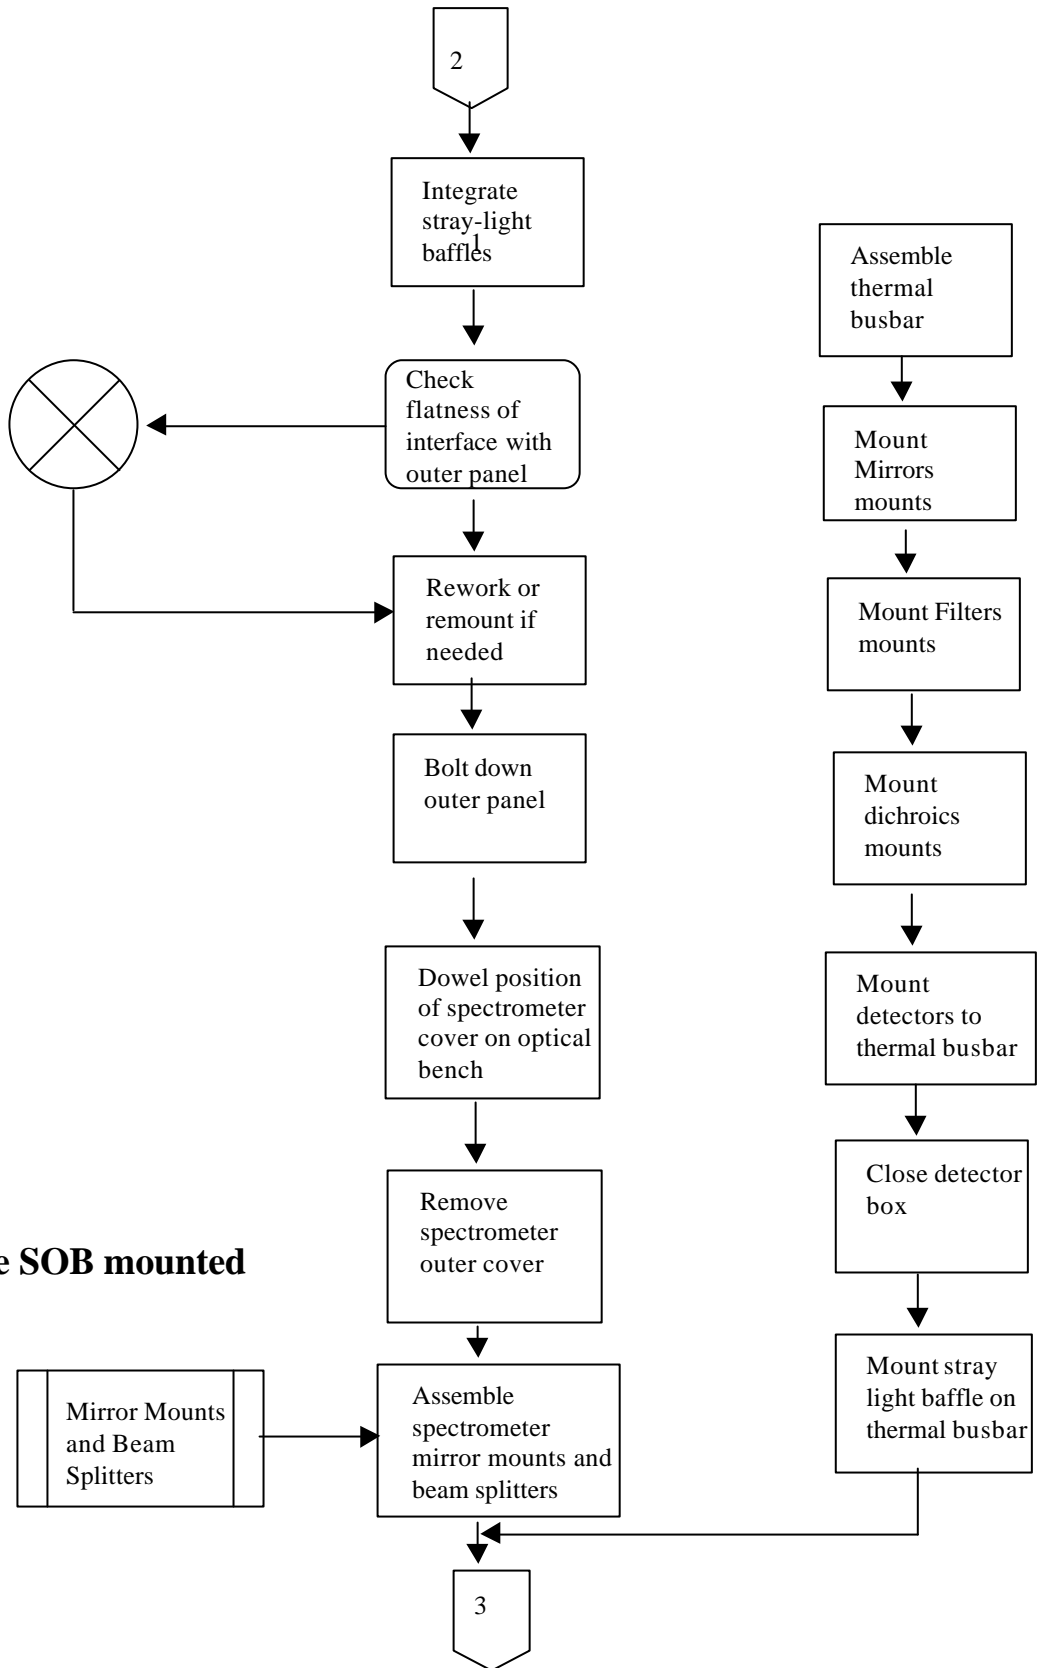 2
Integrate
stray-light
baffles
1
Check
flatness of
interface with
outer panel
Rework or
remount if
needed
Bolt down
outer panel
Dowel position
of spectrometer
cover on optical
bench
Remove
spectrometer
outer cover
e SOB mounted
Mirror Mounts
and Beam
Splitters
Assemble
spectrometer
mirror mounts and
beam splitters
3
Assemble
thermal
busbar
Mount
Mirrors
mounts
Mount Filters
mounts
Mount
dichroics
mounts
Mount
detectors to
thermal busbar
Close detector
box
Mount stray
light baffle on
thermal busbar